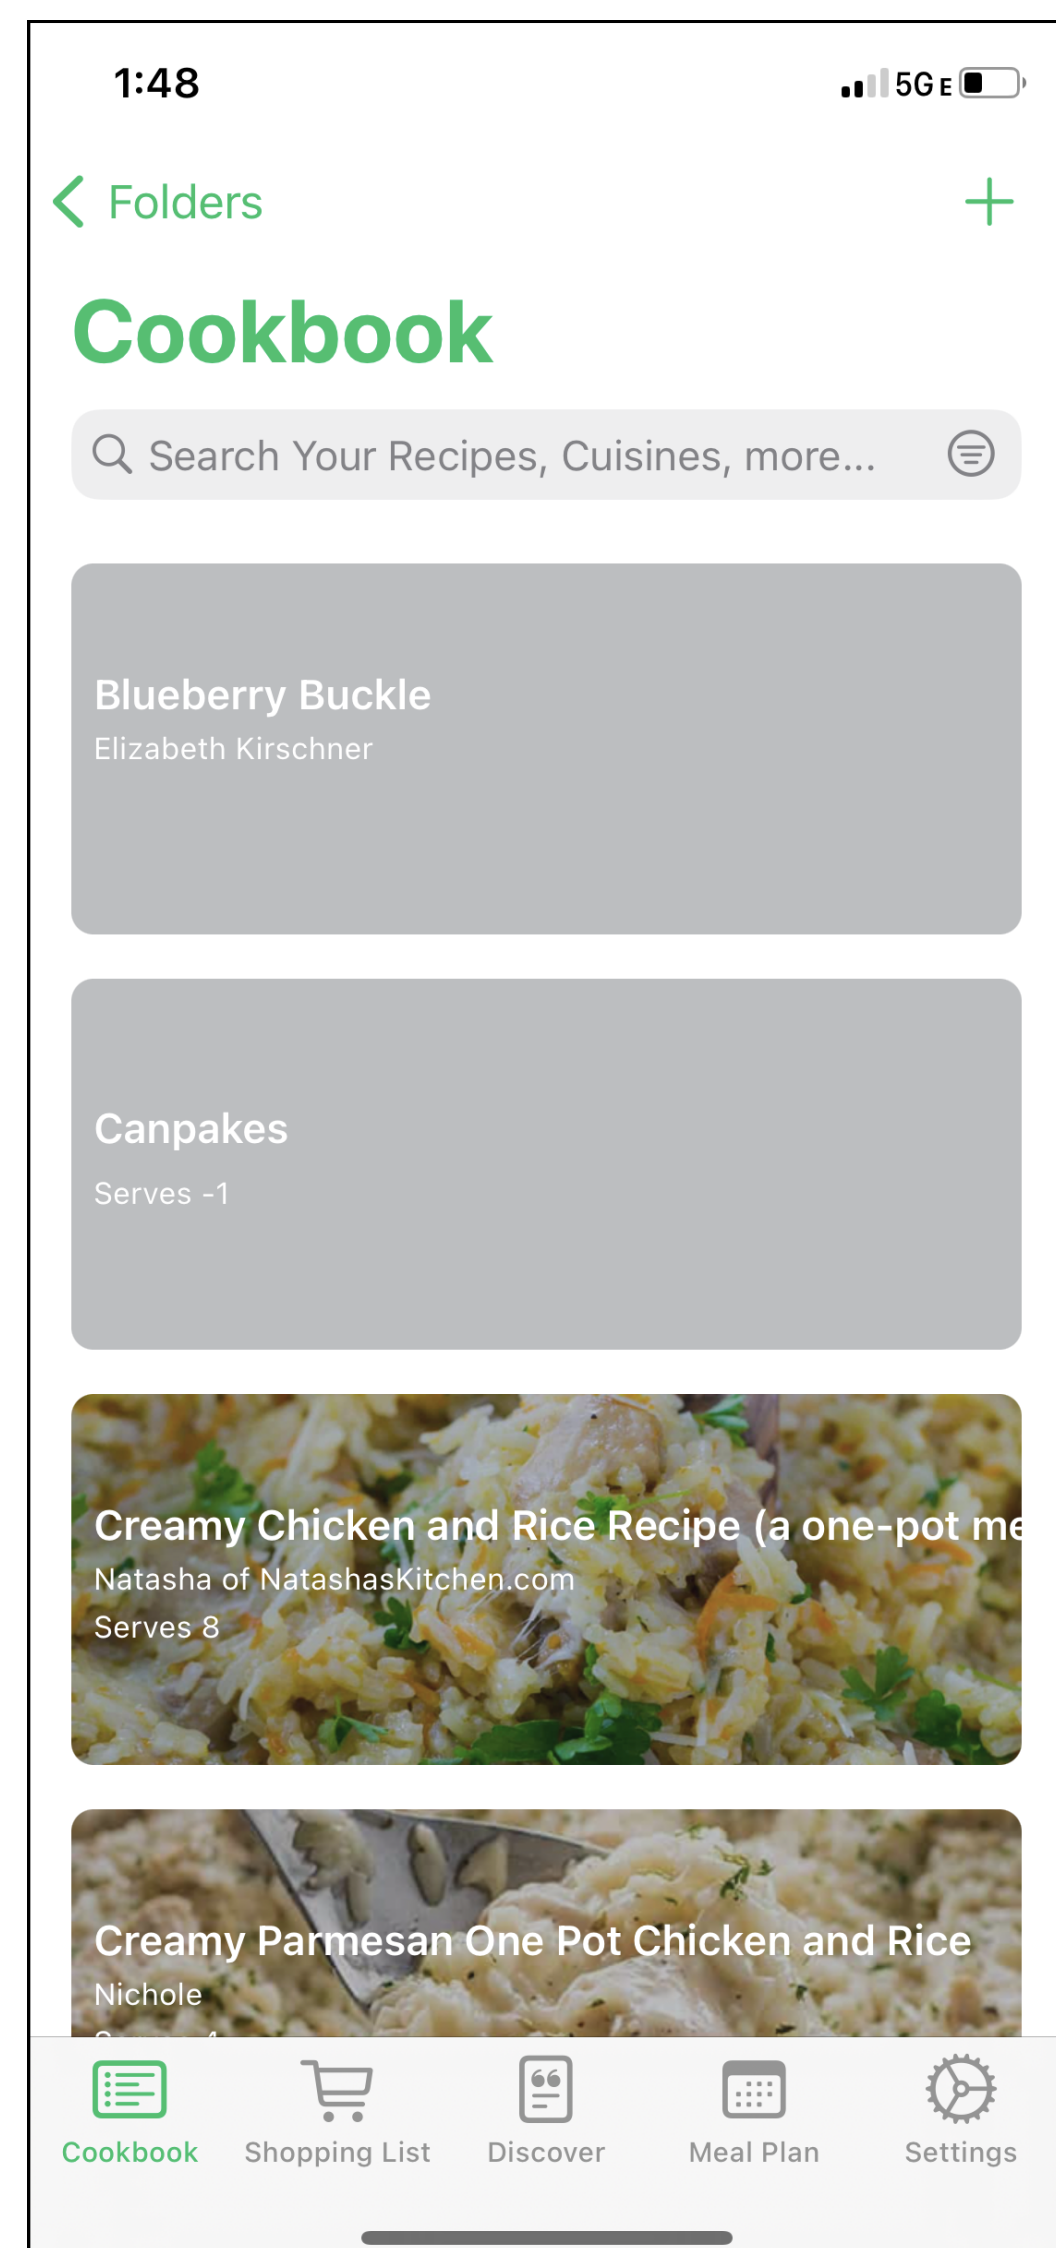 1:48
5G E
Folders
Cookbook
Search Your Recipes, Cuisines, more...
Blueberry Buckle
Elizabeth Kirschner
Canpakes
Serves -1
Creamy Chicken and Rice Recipe (a one-pot me
Natasha of NatashasKitchen.com
Serves 8
Creamy Parmesan One Pot Chicken and Rice
Nichole
Cookbook
Shopping List
Discover
Meal Plan
Settings